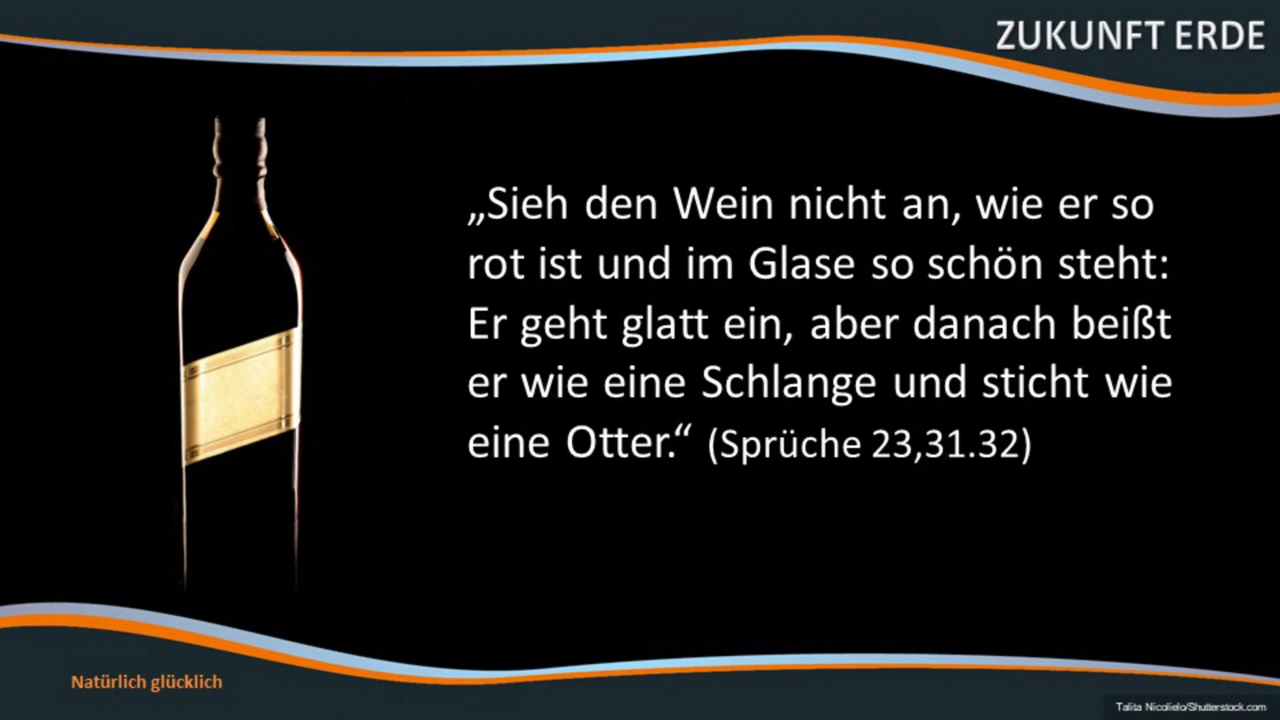 ZUKUNFT ERDE
„Sieh den Wein nicht an, wie er so
rot ist und im Glase so schön steht:
Er geht glatt ein, aber danach beißt
er wie eine Schlange und sticht wie
eine Otter.“ (Sprüche 23,31.32)
Natürlich glücklich
Talita Nicolielo/Shutterstock.com